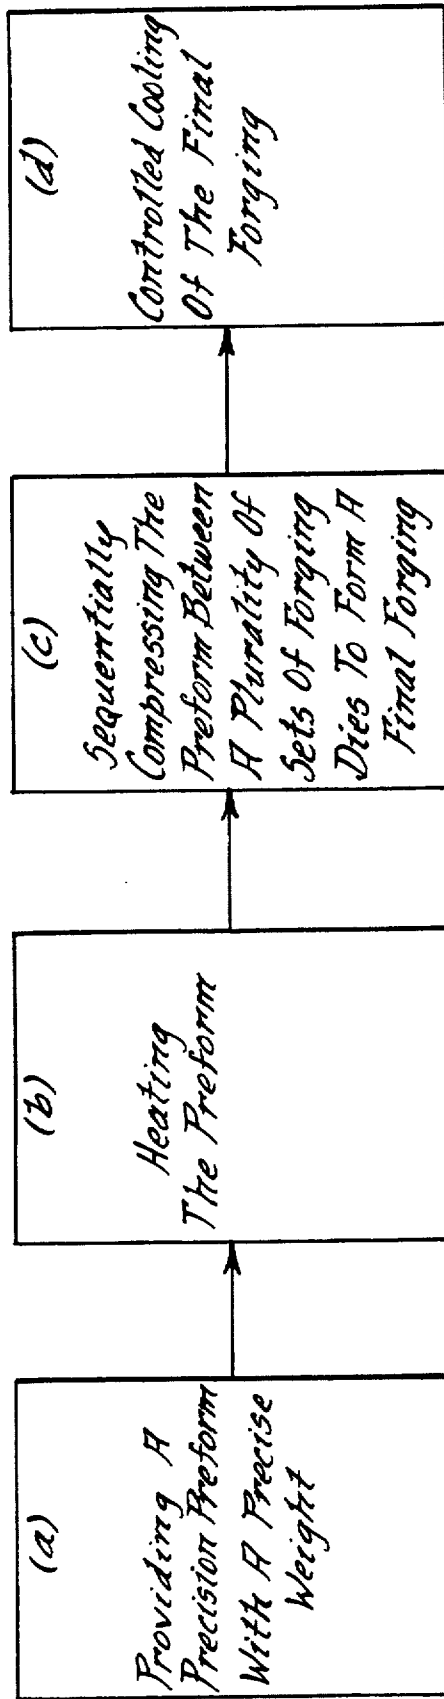 (a)
Providing A
Precision Preform
With A Precise
Weight
(b)
Heating
The Preform
(c)
Sequentially
Compressing The
Preform Between
A Plurality Of
Sets Of Forging
Dies To Form A
Final Forging
(d)
Controlled Cooling
Of The Final
Forging